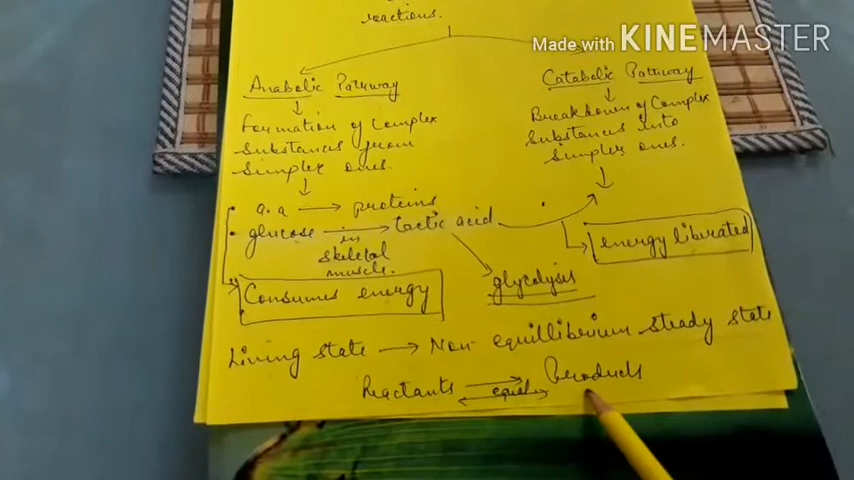 reactions.
Made with KINEMASTER
Anabolic Pathway
Catabolic Pathway
Formation of Complex
Substances from
Simpler ones.
Breakdown of Complex
Substances into
Simpler ones.
a.a → proteins
glucose → lactic acid
in
skeletal
muscle.
energy liberated
glycolysis
Consumes energy
Living state → Non equillibrium steady state
Reactants Products
equil